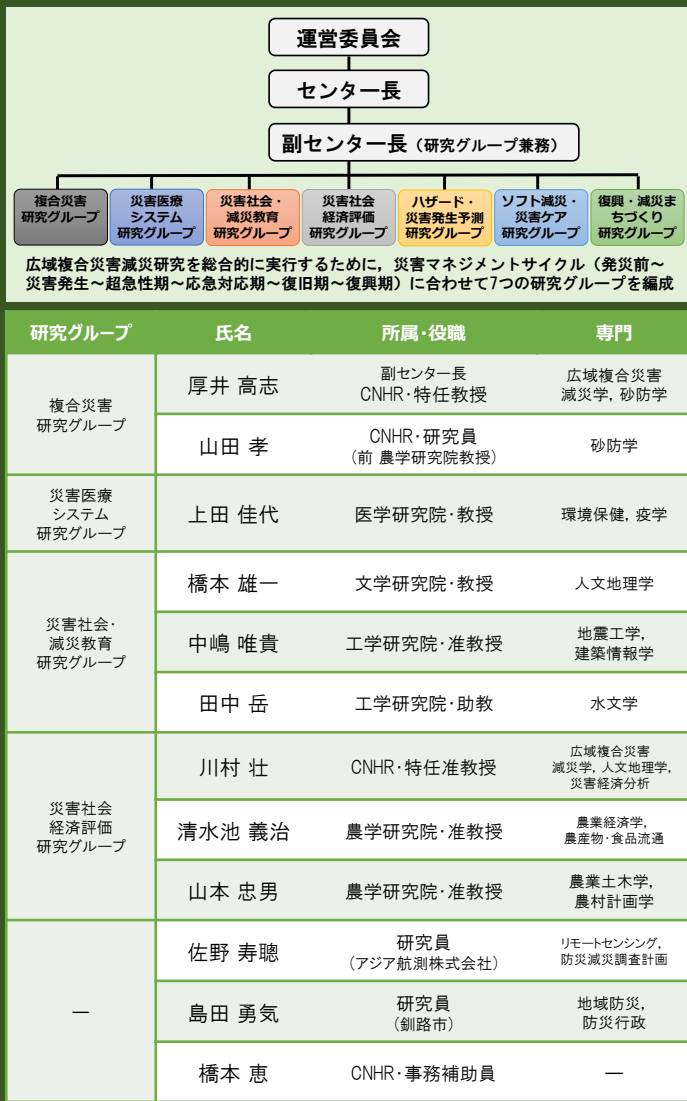 運営委員会
センター長
副センター長（研究グループ兼務）
複合災害
研究グループ
災害医療
システム
研究グループ
災害社会・
減災教育
研究グループ
災害社会
経済評価
研究グループ
ハザード・
災害発生予測
研究グループ
ソフト減災・
災害ケア
研究グループ
復興・減災ま
ちづくり
研究グループ
広域複合災害減災研究を総合的に実行するために，災害マネジメントサイクル（発災前～
災害発生～超急性期～応急対応期～復旧期～復興期）に合わせて7つの研究グループを編成
研究グループ 氏名 所属・役職 専門
複合災害
研究グループ
厚井 高志
副センター長
CNHR・特任教授
広域複合災害
減災学, 砂防学
山田 孝
CNHR・研究員
(前 農学研究院教授)
砂防学
災害医療
システム
研究グループ
上田 佳代
医学研究院・教授
環境保健, 疫学
災害社会・
減災教育
研究グループ
橋本 雄一
文学研究院・教授
人文地理学
中嶋 唯貴
工学研究院・准教授
地震工学,
建築情報学
田中 岳
工学研究院・助教
水文学
災害社会
経済評価
研究グループ
川村 壮
CNHR・特任准教授
広域複合災害
減災学, 人文地理学,
災害経済分析
清水池 義治
農学研究院・准教授
農業経済学,
農産物・食品流通
山本 忠男
農学研究院・准教授
農業土木学,
農村計画学
—
佐野 寿聰
研究員
(アジア航測株式会社)
リモートセンシング,
防災減災調査計画
島田 勇気
研究員
(釧路市)
地域防災,
防災行政
橋本 恵
CNHR・事務補助員
—